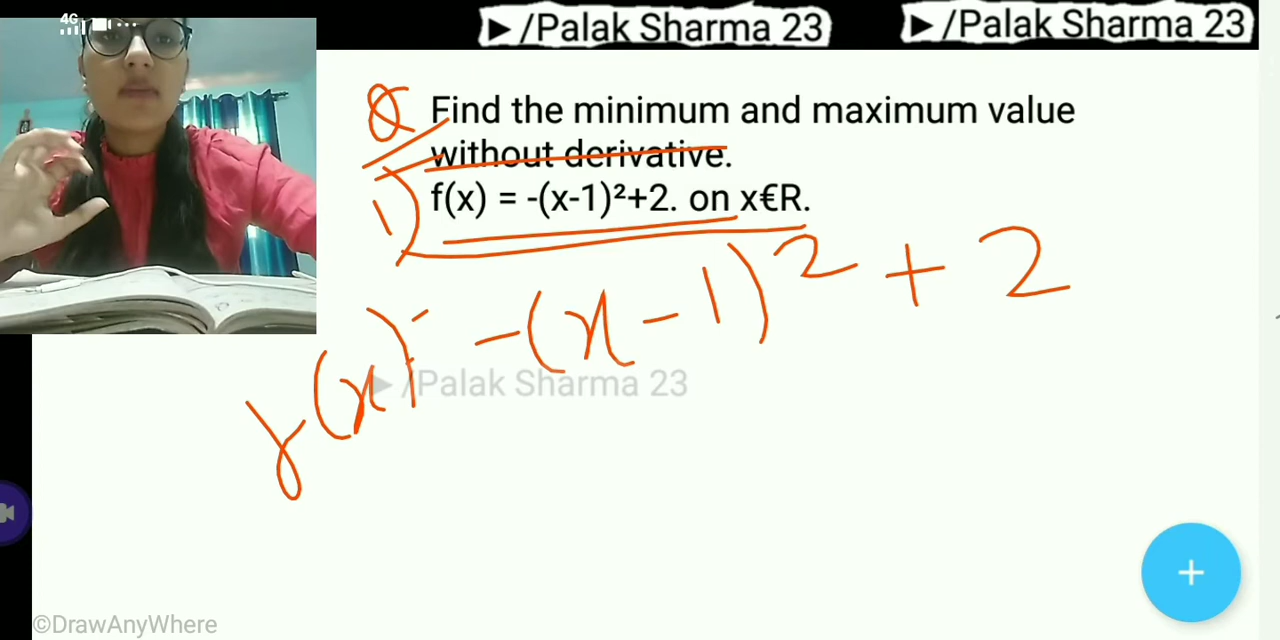 ▶ /Palak Sharma 23 ▶ /Palak Sharma 23
4G
Q Find the minimum and maximum value
without derivative.
1) f(x) = -(x-1)²+2. on x€R.
f(x) = -(x-1)² + 2
▶ /Palak Sharma 23
©DrawAnyWhere